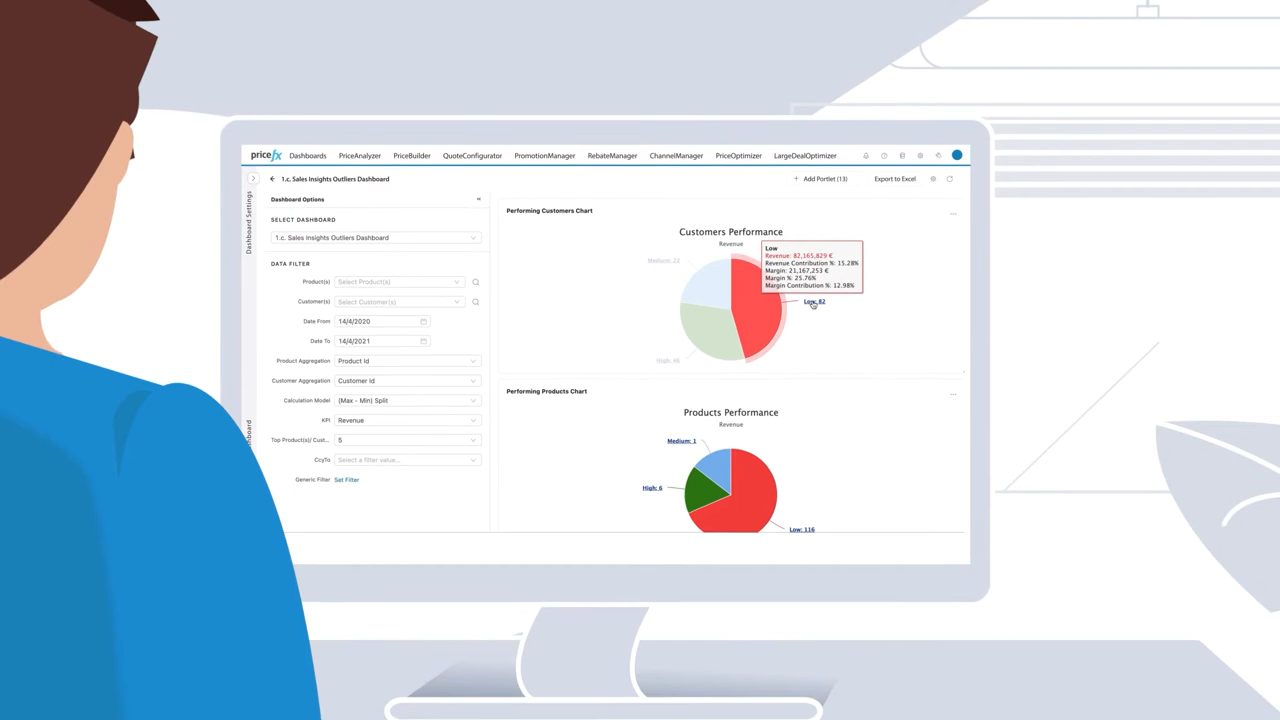 pricefx Dashboards PriceAnalyzer PriceBuilder QuoteConfigurator PromotionManager RebateManager ChannelManager PriceOptimizer LargeDealOptimizer
1.c. Sales Insights Outliers Dashboard
+ Add Portlet (13) Export to Excel
Dashboard Settings
Dashboard Options
SELECT DASHBOARD
1.c. Sales Insights Outliers Dashboard
DATA FILTER
Product(s) Select Product(s)
Customer(s) Select Customer(s)
Date From 14/4/2020
Date To 14/4/2021
Product Aggregation Product Id
Customer Aggregation Customer Id
Calculation Model (Max - Min) Split
KPI Revenue
Top Product(s)/ Cust... 5
CcyTo Select a filter value...
Generic Filter Set Filter
Performing Customers Chart
Customers Performance
Revenue
Medium: 22
Low
Revenue: 82,165,829 €
Revenue Contribution %: 15.28%
Margin: 21,167,253 €
Margin %: 25.76%
Margin Contribution %: 12.98%
Low: 82
Performing Products Chart
Products Performance
Revenue
Medium: 1
High: 6
Low: 116